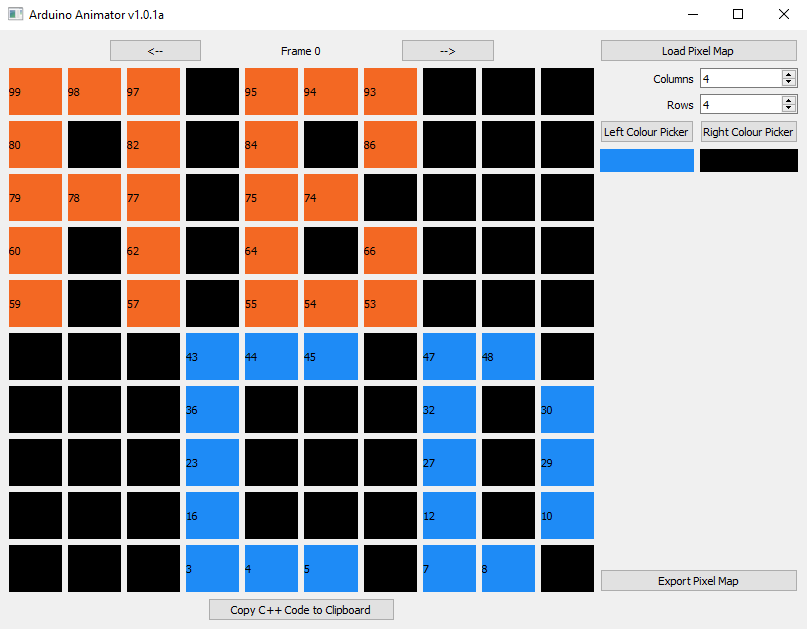 Arduino Animator v1.0.1a
<-- Frame 0 --> Load Pixel Map
99 98 97 95 94 93
Columns 4
Rows 4
80 82 84 86
Left Colour Picker Right Colour Picker
79 78 77 75 74
60 62 64 66
59 57 55 54 53
43 44 45 47 48
36 32 30
23 27 29
16 12 10
3 4 5 7 8
Export Pixel Map
Copy C++ Code to Clipboard